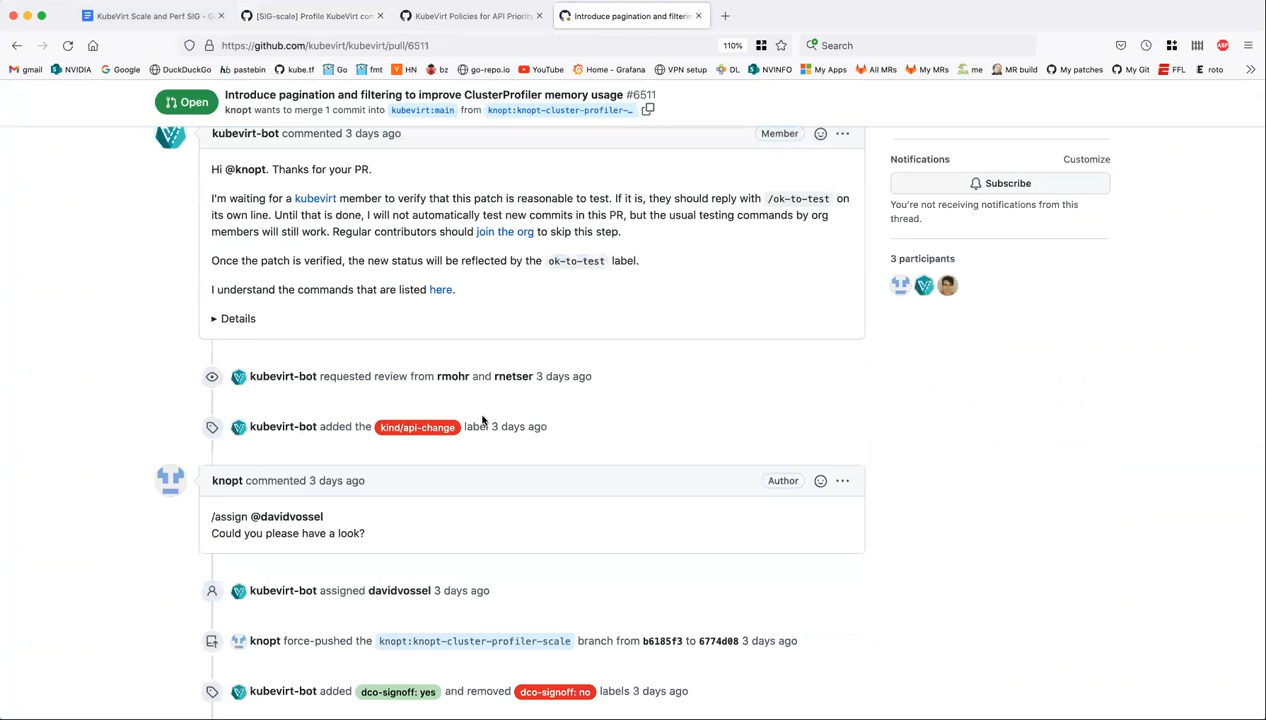 KubeVirt Scale and Perf SIG - G
[SIG-scale] Profile KubeVirt con
KubeVirt Policies for API Priorit
Introduce pagination and filterin
https://github.com/kubevirt/kubevirt/pull/6511
110%
Search
gmail
NVIDIA
Google
DuckDuckGo
hpastebin
kube.tf
Go
fmt
HN
bz
go-repo.io
YouTube
Home - Grafana
VPN setup
DL
NVINFO
My Apps
All MRs
My MRs
me
MR build
My patches
My Git
FFL
roto
Open
Introduce pagination and filtering to improve ClusterProfiler memory usage #6511
knopt wants to merge 1 commit into kubevirt:main from knopt:knopt-cluster-profiler-…
kubevirt-bot commented 3 days ago
Member
Hi @knopt. Thanks for your PR.
I'm waiting for a kubevirt member to verify that this patch is reasonable to test. If it is, they should reply with /ok-to-test on
its own line. Until that is done, I will not automatically test new commits in this PR, but the usual testing commands by org
members will still work. Regular contributors should join the org to skip this step.
Once the patch is verified, the new status will be reflected by the ok-to-test label.
I understand the commands that are listed here.
Details
kubevirt-bot requested review from rmohr and rnetser 3 days ago
kubevirt-bot added the kind/api-change label 3 days ago
knopt commented 3 days ago
Author
/assign @davidvossel
Could you please have a look?
kubevirt-bot assigned davidvossel 3 days ago
knopt force-pushed the knopt:knopt-cluster-profiler-scale branch from b6185f3 to 6774d08 3 days ago
kubevirt-bot added dco-signoff: yes and removed dco-signoff: no labels 3 days ago
Notifications
Customize
Subscribe
You're not receiving notifications from this
thread.
3 participants